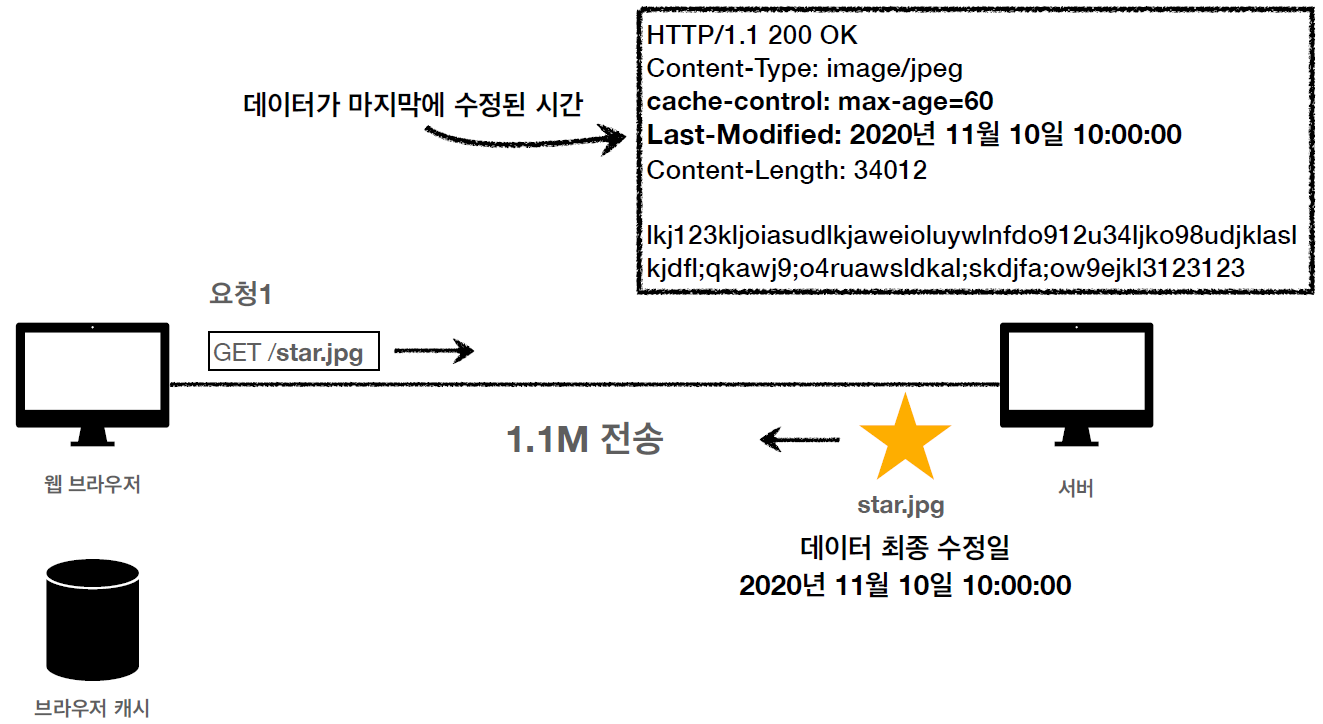 HTTP/1.1 200 OK
Content-Type: image/jpeg
cache-control: max-age=60
Last-Modified: 2020년 11월 10일 10:00:00
Content-Length: 34012
lkj123kljoiasudlkjaweioluywlnfdo912u34ljko98udjklasl
kjdfl;qkawj9;o4ruawsldkal;skdjfa;ow9ejkl3123123
데이터가 마지막에 수정된 시간
요청1
GET /star.jpg
1.1M 전송
웹 브라우저
서버
star.jpg
데이터 최종 수정일
2020년 11월 10일 10:00:00
브라우저 캐시